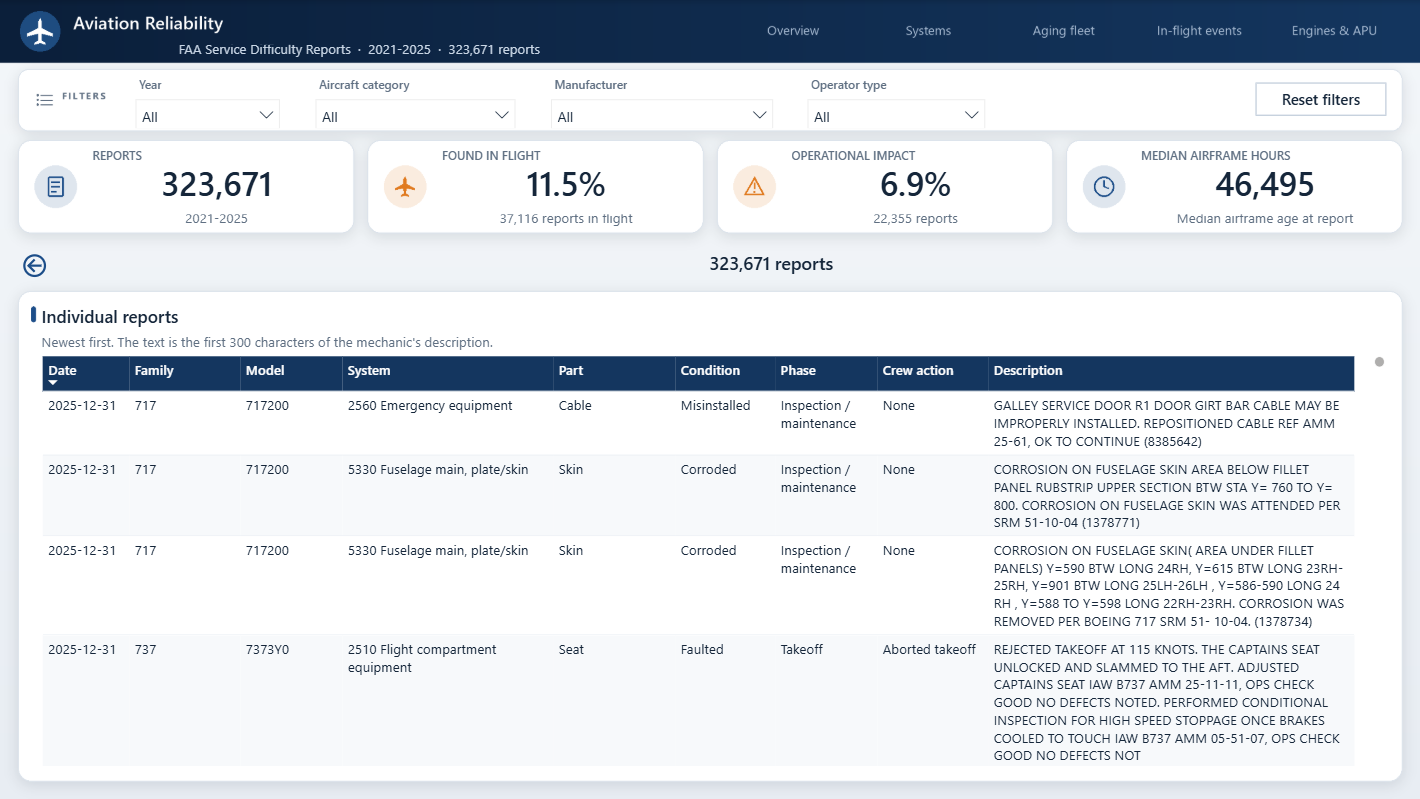 Aviation Reliability
FAA Service Difficulty Reports · 2021-2025 · 323,671 reports
Overview
Systems
Aging fleet
In-flight events
Engines & APU
FILTERS
Year
All
Aircraft category
All
Manufacturer
All
Operator type
All
Reset filters
REPORTS
323,671
2021-2025
FOUND IN FLIGHT
11.5%
37,116 reports in flight
OPERATIONAL IMPACT
6.9%
22,355 reports
MEDIAN AIRFRAME HOURS
46,495
Median airframe age at report
323,671 reports
Individual reports
Newest first. The text is the first 300 characters of the mechanic's description.
Date Family Model System Part Condition Phase Crew action Description
2025-12-31 717 717200 2560 Emergency equipment Cable Misinstalled Inspection / None GALLEY SERVICE DOOR R1 DOOR GIRT BAR CABLE MAY BE
maintenance IMPROPERLY INSTALLED. REPOSITIONED CABLE REF AMM
25-61, OK TO CONTINUE (8385642)
2025-12-31 717 717200 5330 Fuselage main, plate/skin Skin Corroded Inspection / None CORROSION ON FUSELAGE SKIN AREA BELOW FILLET
maintenance PANEL RUBSTRIP UPPER SECTION BTW STA Y= 760 TO Y=
800. CORROSION ON FUSELAGE SKIN WAS ATTENDED PER
SRM 51-10-04 (1378771)
2025-12-31 717 717200 5330 Fuselage main, plate/skin Skin Corroded Inspection / None CORROSION ON FUSELAGE SKIN( AREA UNDER FILLET
maintenance PANELS) Y=590 BTW LONG 24RH, Y=615 BTW LONG 23RH-
25RH, Y=901 BTW LONG 25LH-26LH , Y=586-590 LONG 24
RH , Y=588 TO Y=598 LONG 22RH-23RH. CORROSION WAS
REMOVED PER BOEING 717 SRM 51- 10-04. (1378734)
2025-12-31 737 7373Y0 2510 Flight compartment Seat Faulted Takeoff Aborted takeoff REJECTED TAKEOFF AT 115 KNOTS. THE CAPTAINS SEAT
equipment UNLOCKED AND SLAMMED TO THE AFT. ADJUSTED
CAPTAINS SEAT IAW B737 AMM 25-11-11, OPS CHECK
GOOD NO DEFECTS NOTED. PERFORMED CONDITIONAL
INSPECTION FOR HIGH SPEED STOPPAGE ONCE BRAKES
COOLED TO TOUCH IAW B737 AMM 05-51-07, OPS CHECK
GOOD NO DEFECTS NOT